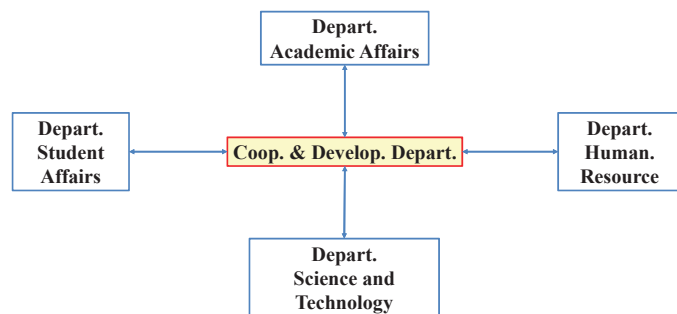 Depart.
Academic Affairs
Depart.
Student
Affairs
Coop. & Develop. Depart.
Depart.
Human.
Resource
Depart.
Science and
Technology